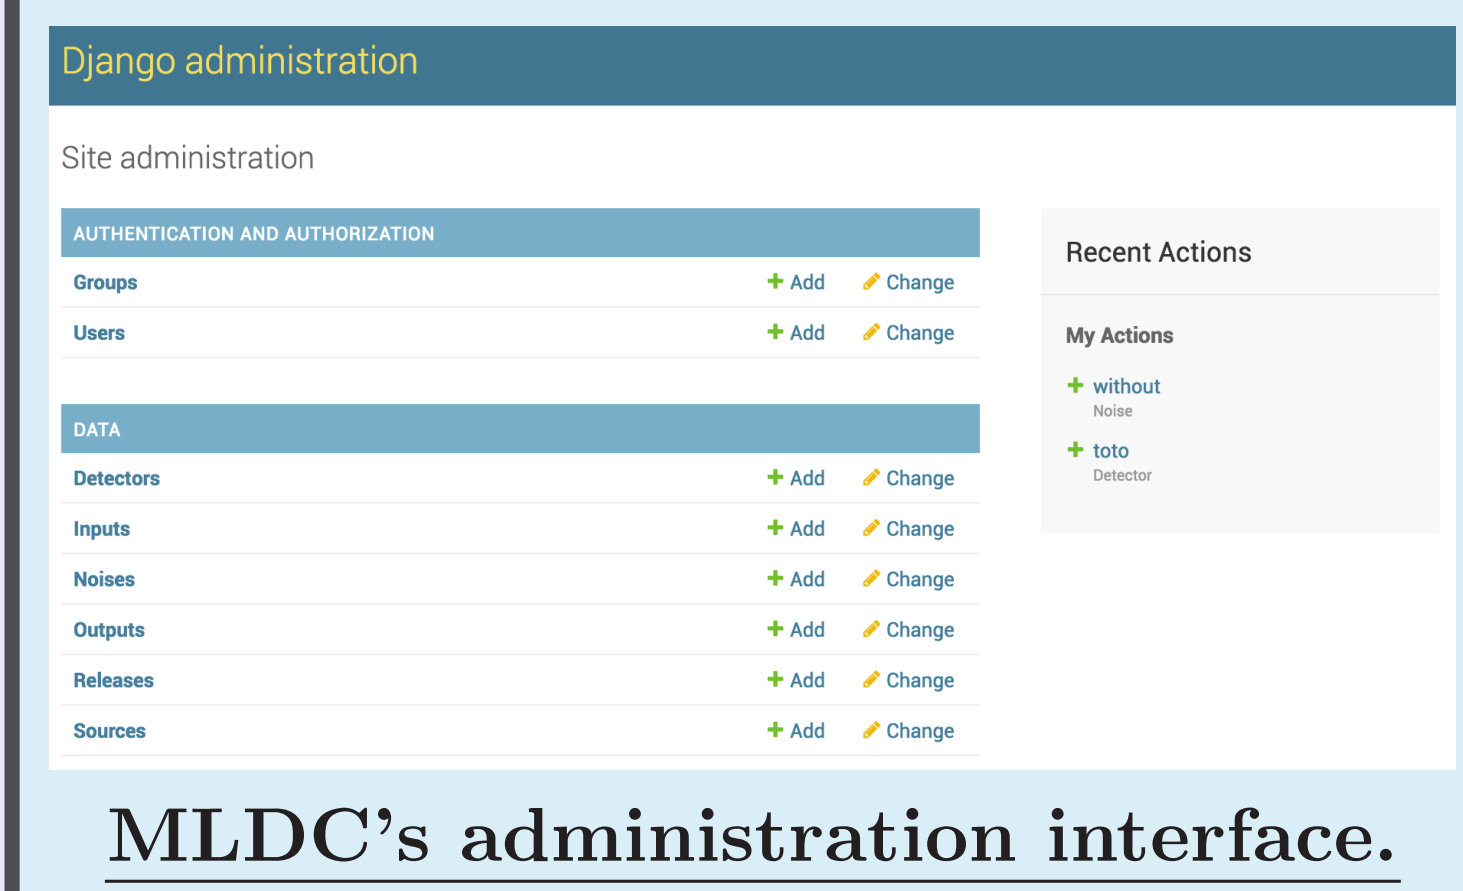 Django administration
Site administration
AUTHENTICATION AND AUTHORIZATION
Groups Add Change
Users Add Change
DATA
Detectors Add Change
Inputs Add Change
Noises Add Change
Outputs Add Change
Releases Add Change
Sources Add Change
Recent Actions
My Actions
without
Noise
toto
Detector
MLDC's administration interface.